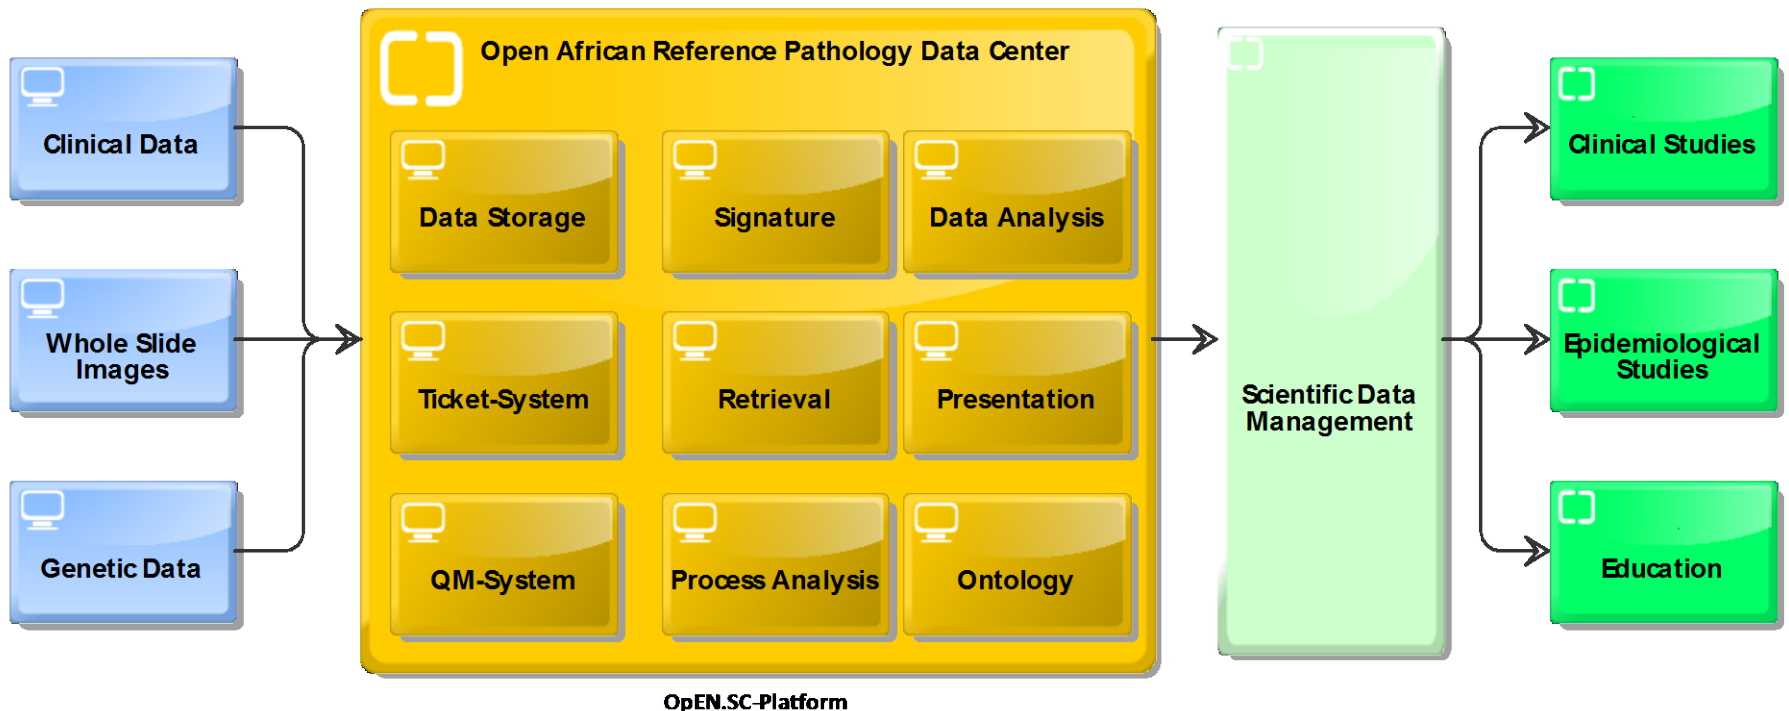 Open African Reference Pathology Data Center
Clinical Data
Whole Slide
Images
Genetic Data
Data Storage
Signature
Data Analysis
Ticket-System
Retrieval
Presentation
QM-System
Process Analysis
Ontology
Scientific Data
Management
Clinical Studies
Epidemiological
Studies
Education
OpEN.SC-Platform